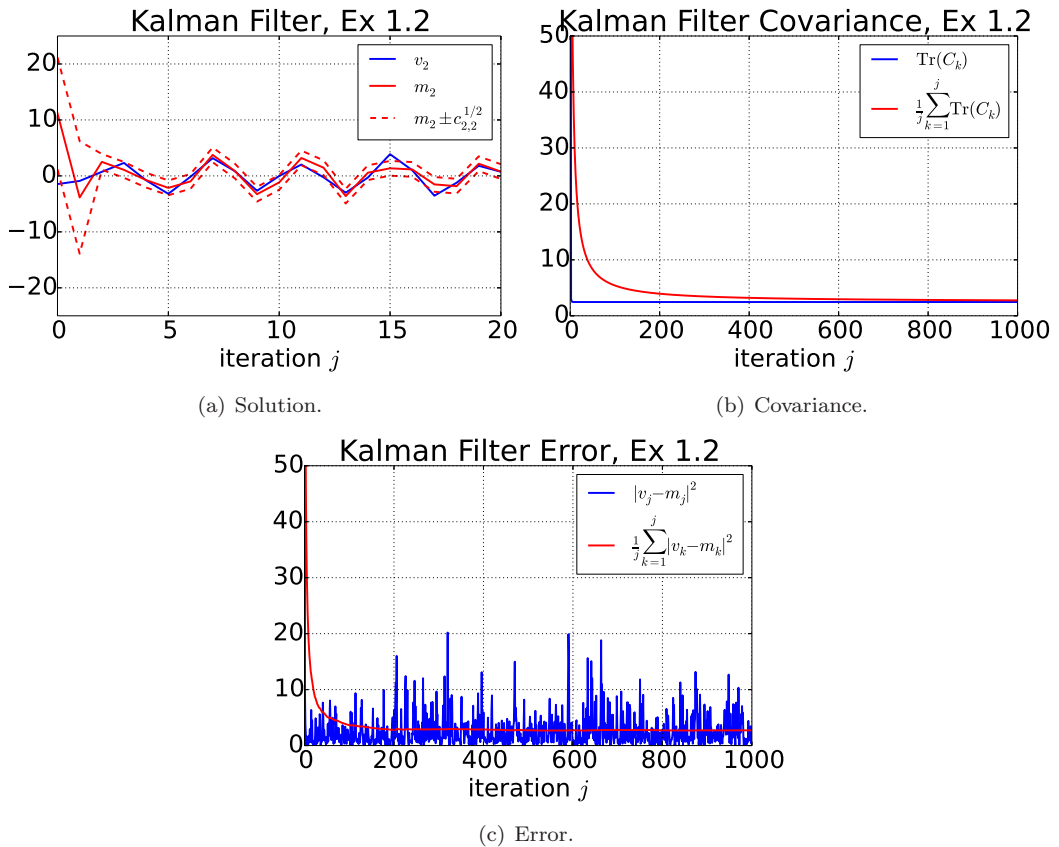 Kalman Filter, Ex 1.2
20
10
0
−10
−20
0 5 10 15 20
iteration j
v₂
m₂
m₂ ± c₂,₂^1/2
(a) Solution.
Kalman Filter Covariance, Ex 1.2
50
40
30
20
10
0
0 200 400 600 800 1000
iteration j
Tr(Cₖ)
1/j ∑_{k=1}^{j} Tr(Cₖ)
(b) Covariance.
Kalman Filter Error, Ex 1.2
50
40
30
20
10
0
0 200 400 600 800 1000
iteration j
|vⱼ−mⱼ|²
1/j ∑_{k=1}^{j} |vₖ−mₖ|²
(c) Error.